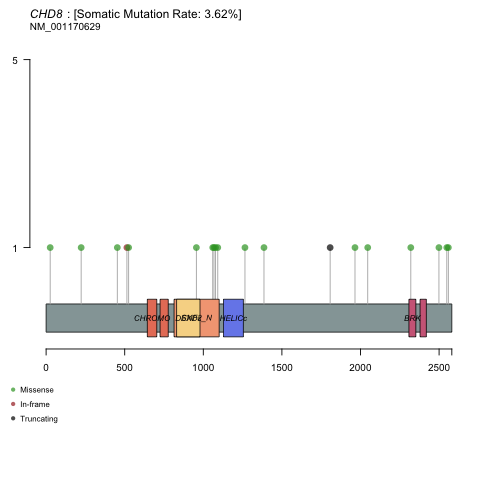 CHD8 : [Somatic Mutation Rate: 3.62%]
NM_001170629
5
1
CHROMO
SNF2_N
HELICc
BRK
0 500 1000 1500 2000 2500
Missense
In-frame
Truncating